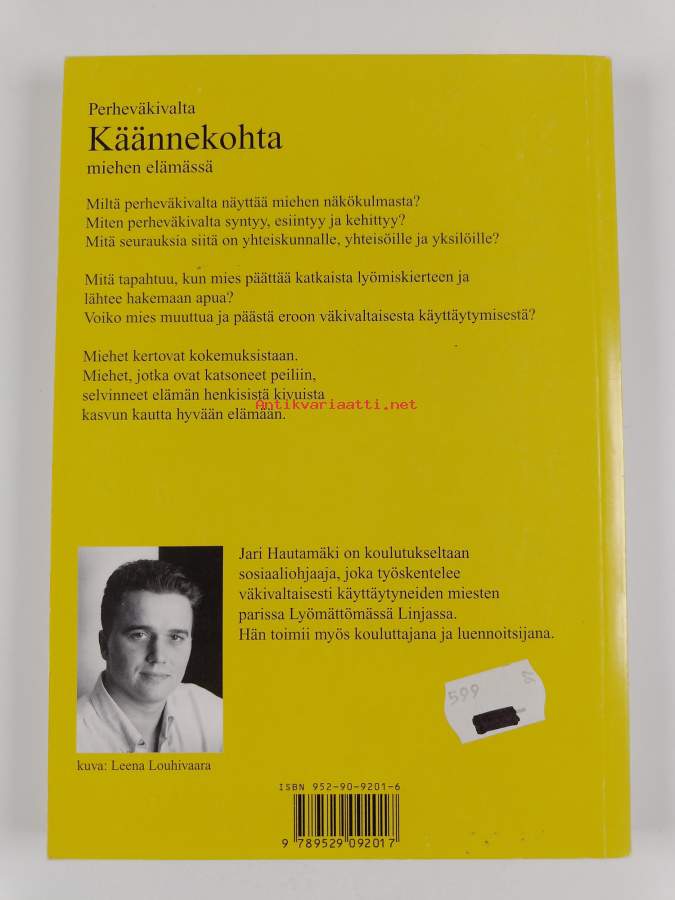 Perheväkivalta
Käännekohta
miehen elämässä
Miltä perheväkivalta näyttää miehen näkökulmasta?
Miten perheväkivalta syntyy, esiintyy ja kehittyy?
Mitä seurauksia siitä on yhteiskunnalle, yhteisöille ja yksilöille?
Mitä tapahtuu, kun mies päättää katkaista lyömiskierteen ja
lähtee hakemaan apua?
Voiko mies muuttua ja päästä eroon väkivaltaisesta käyttäytymisestä?
Miehet kertovat kokemuksistaan.
Miehet, jotka ovat katsoneet peiliin,
selvinneet elämän henkisistä kivuista
kasvun kautta hyvään elämään.
Antikvariaatti.net
Jari Hautamäki on koulutukseltaan
sosiaaliohjaaja, joka työskentelee
väkivaltaisesti käyttäytyneiden miesten
parissa Lyömättömässä Linjassa.
Hän toimii myös kouluttajana ja luennoitsijana.
599
kuva: Leena Louhivaara
ISBN 952-90-9201-6
9 789529 092017